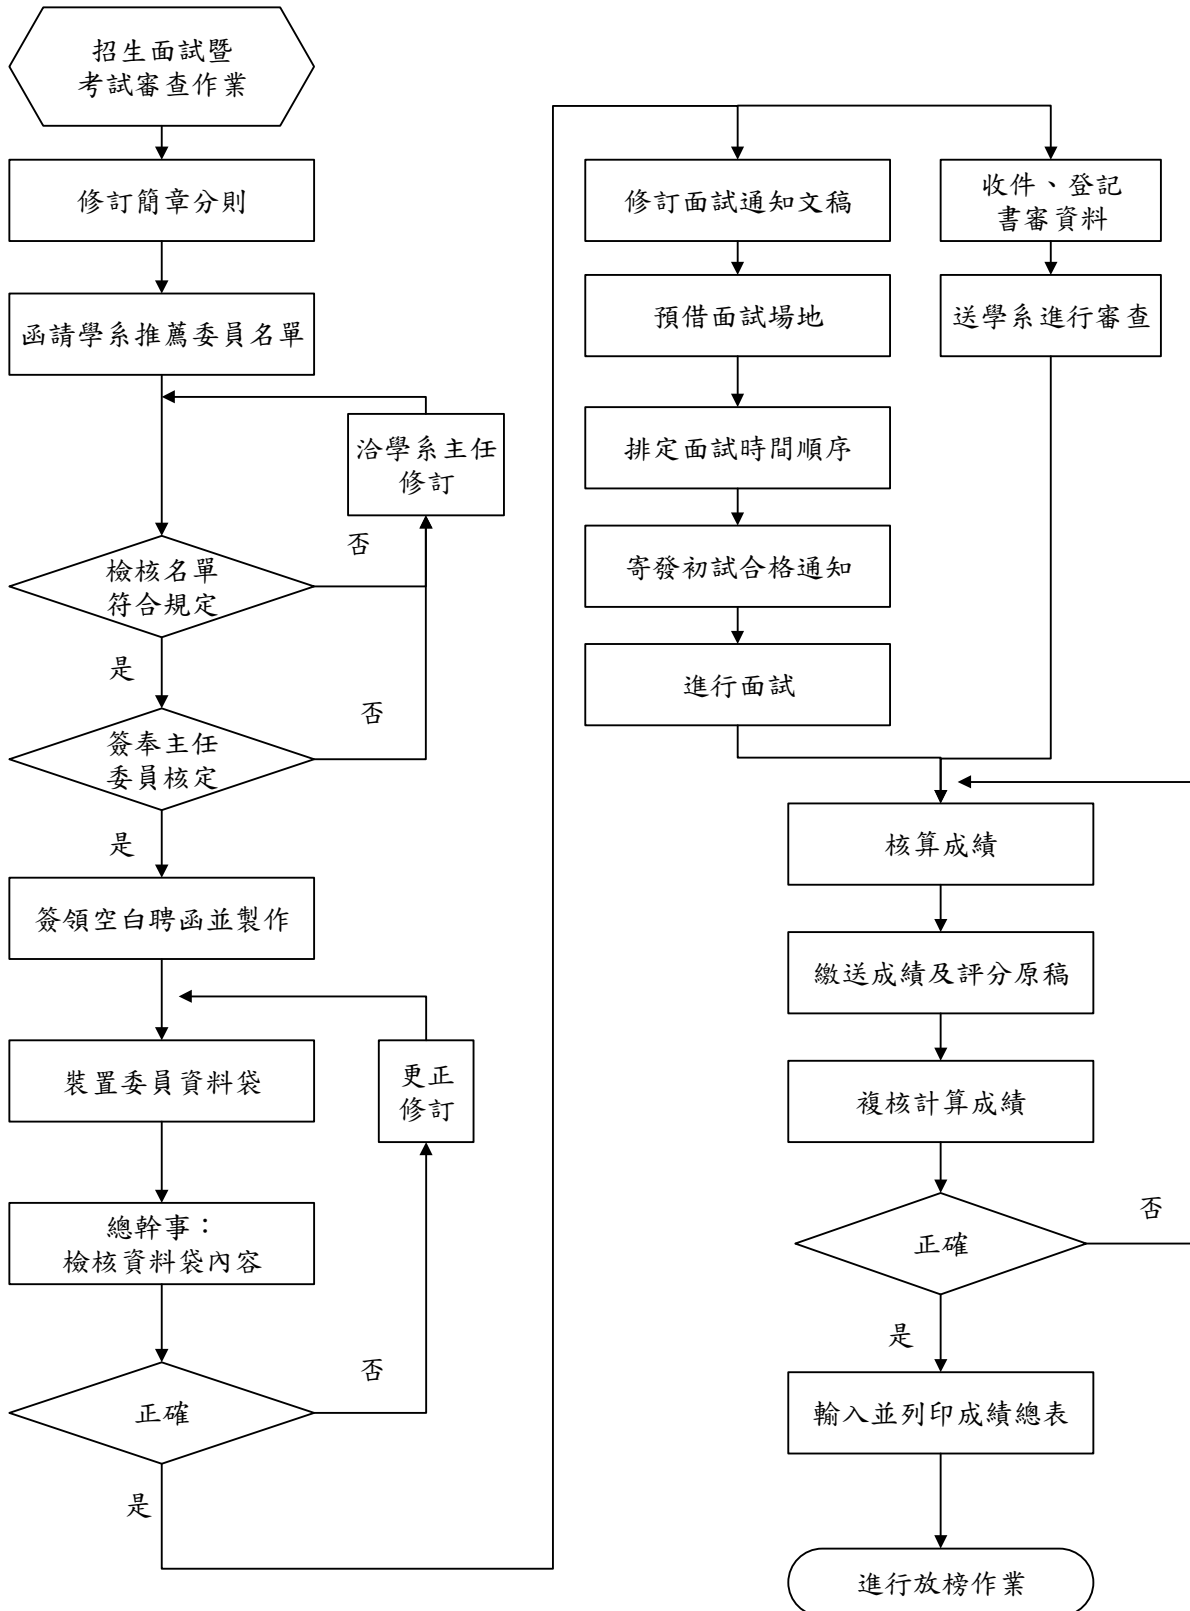 招生面試暨
考試審查作業
修訂簡章分則
函請學系推薦委員名單
洽學系主任
修訂
否
檢核名單
符合規定
是
否
簽奉主任
委員核定
是
簽領空白聘函並製作
裝置委員資料袋
更正
修訂
總幹事：
檢核資料袋內容
否
正確
是
修訂面試通知文稿
預借面試場地
排定面試時間順序
寄發初試合格通知
進行面試
收件、登記
書審資料
送學系進行審查
核算成績
繳送成績及評分原稿
複核計算成績
否
正確
是
輸入並列印成績總表
進行放榜作業